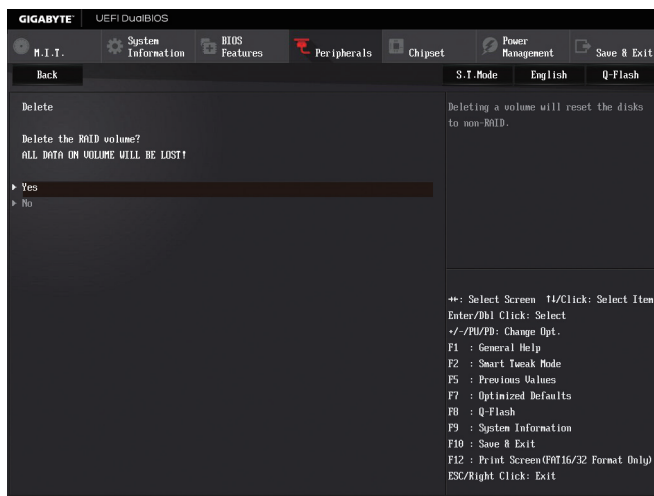 GIGABYTE™ UEFI DualBIOS
M.I.T. System Information BIOS Features Peripherals Chipset Power Management Save & Exit
Back S.T.Mode English Q-Flash
Delete
Delete the RAID volume?
ALL DATA ON VOLUME WILL BE LOST!
Yes
No
Deleting a volume will reset the disks
to non-RAID.
→←: Select Screen ↑↓/Click: Select Item
Enter/Dbl Click: Select
+/-/PU/PD: Change Opt.
F1 : General Help
F2 : Smart Tweak Mode
F5 : Previous Values
F7 : Optimized Defaults
F8 : Q-Flash
F9 : System Information
F10 : Save & Exit
F12 : Print Screen(FAT16/32 Format Only)
ESC/Right Click: Exit